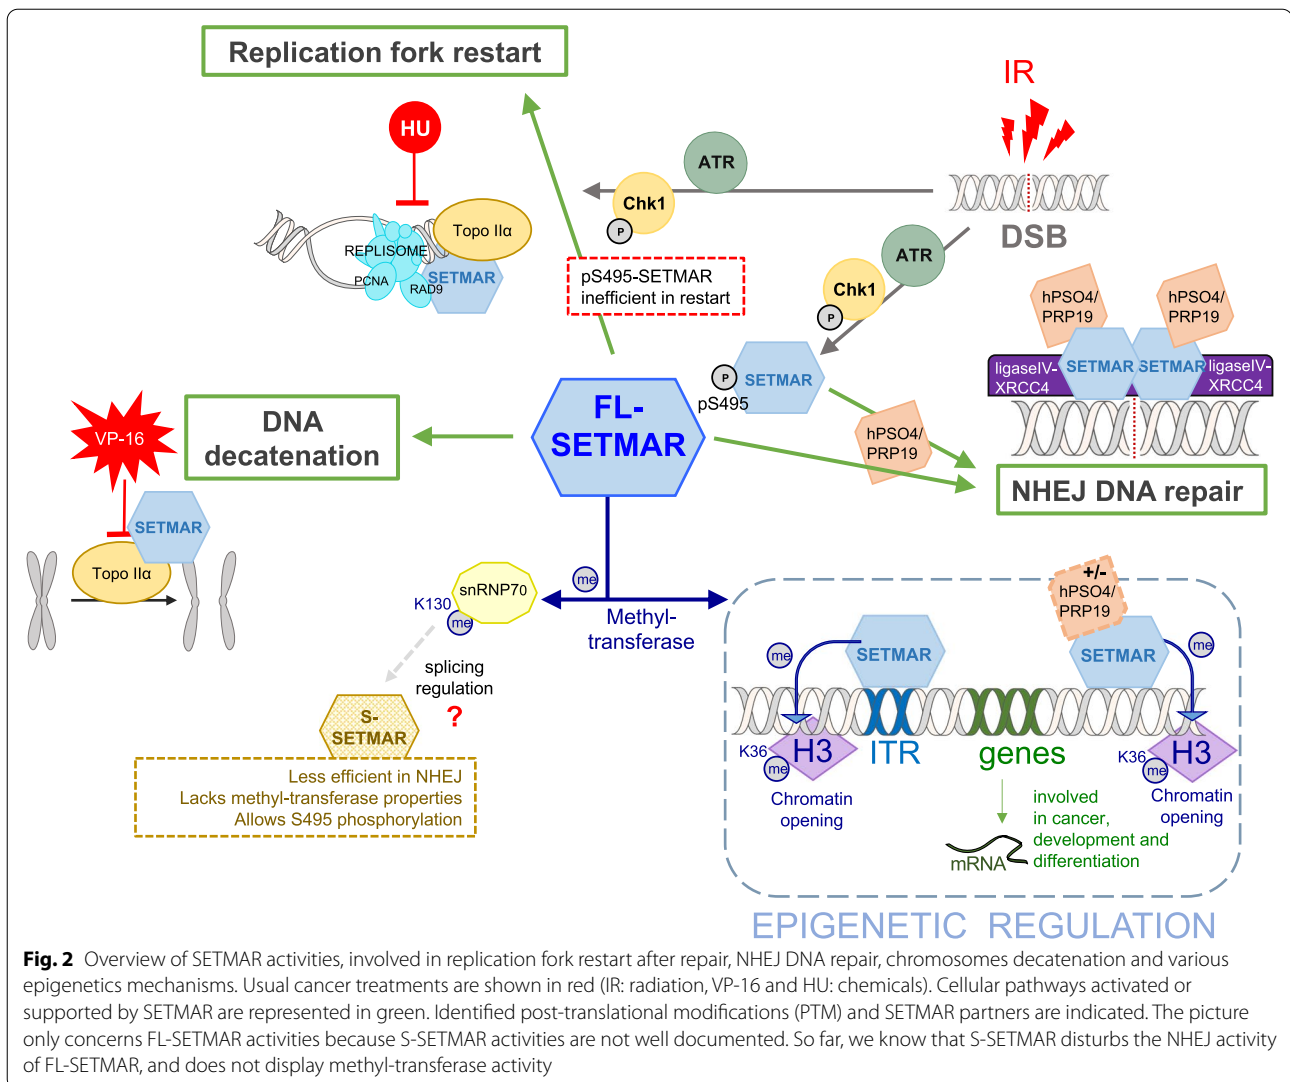 Replication fork restart
IR
HU
ATR
Chk1
P
Topo IIα
REPLISOME
PCNA
RAD9
SETMAR
DSB
ATR
Chk1
P
pS495-SETMAR
inefficient in restart
SETMAR
P
pS495
hPSO4/
PRP19
hPSO4/
PRP19
ligaseIV-
XRCC4
SETMAR
SETMAR
ligaseIV-
XRCC4
hPSO4/
PRP19
NHEJ DNA repair
FL-
SETMAR
DNA
decatenation
VP-16
SETMAR
Topo IIα
me
Methyl-
transferase
snRNP70
K130
me
splicing
regulation
?
S-
SETMAR
Less efficient in NHEJ
Lacks methyl-transferase properties
Allows S495 phosphorylation
+/-
hPSO4/
PRP19
me
SETMAR
SETMAR
me
K36
H3
me
ITR
genes
K36
H3
me
Chromatin
opening
involved
in cancer,
development and
differentiation
mRNA
Chromatin
opening
EPIGENETIC REGULATION
Fig. 2 Overview of SETMAR activities, involved in replication fork restart after repair, NHEJ DNA repair, chromosomes decatenation and various
epigenetics mechanisms. Usual cancer treatments are shown in red (IR: radiation, VP-16 and HU: chemicals). Cellular pathways activated or
supported by SETMAR are represented in green. Identified post-translational modifications (PTM) and SETMAR partners are indicated. The picture
only concerns FL-SETMAR activities because S-SETMAR activities are not well documented. So far, we know that S-SETMAR disturbs the NHEJ activity
of FL-SETMAR, and does not display methyl-transferase activity